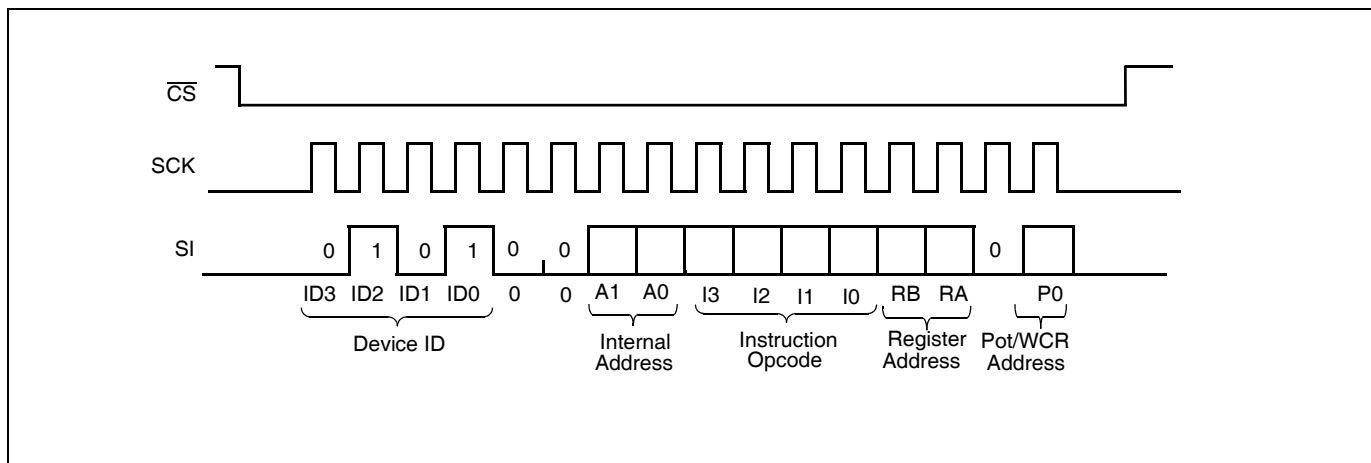 CS
SCK
SI
0 1 0 1 0 0 0
ID3 ID2 ID1 ID0 0 0 A1 A0 I3 I2 I1 I0 RB RA P0
Device ID
Internal Address
Instruction Opcode
Register Address
Pot/WCR Address